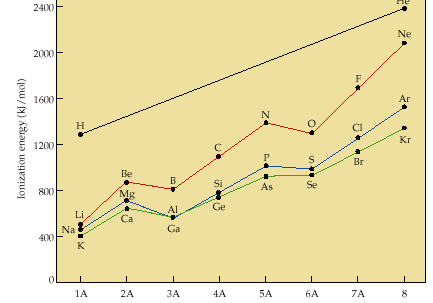 He
2400
Ne
2000
F
1600
Ar
N
H
O
Cl
Kr
1200
C
P
S
Br
Be
B
Si
As
Se
800
Mg
Ge
Li
Al
Na
Ca
Ga
K
400
0
1A 2A 3A 4A 5A 6A 7A 8
Ionization energy (kJ/mol)